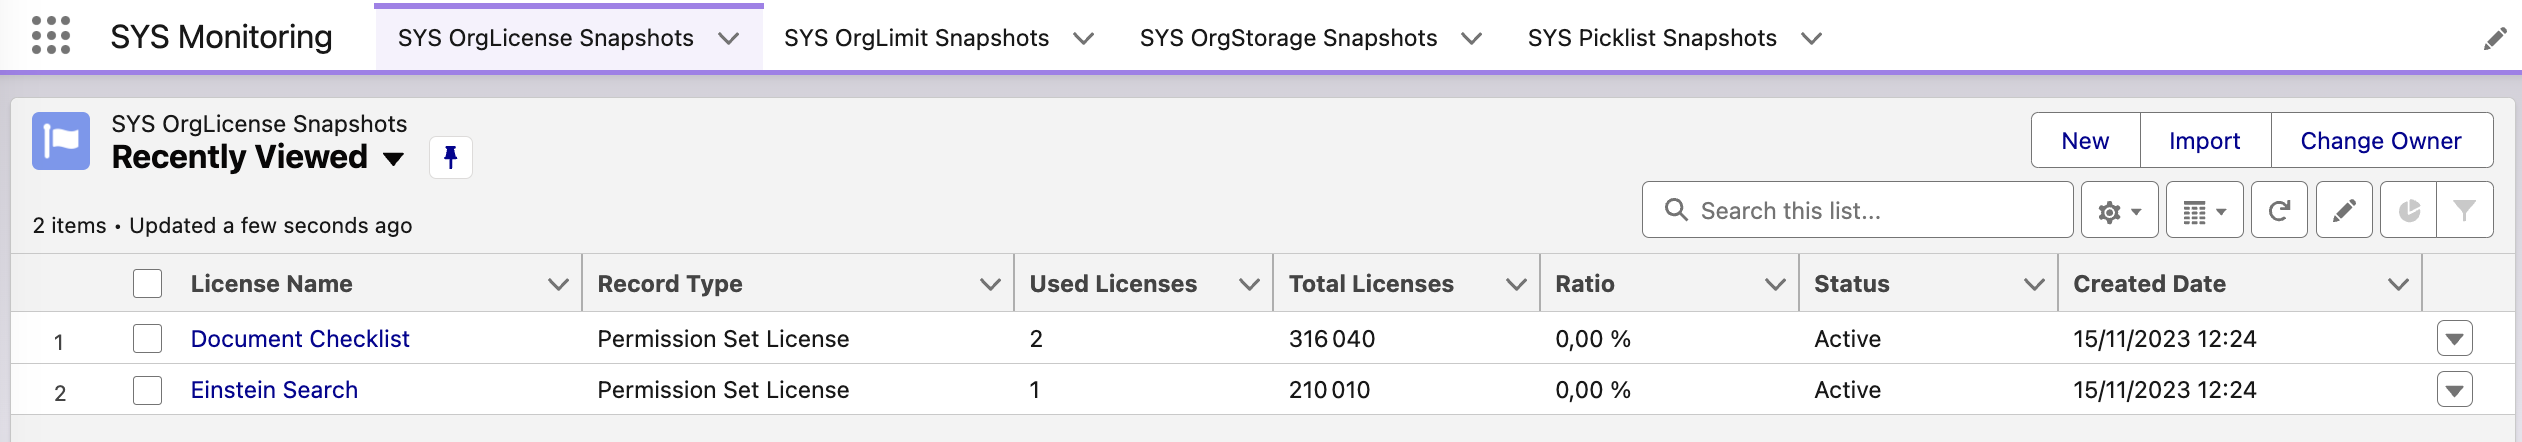 SYS Monitoring SYS OrgLicense Snapshots SYS OrgLimit Snapshots SYS OrgStorage Snapshots SYS Picklist Snapshots
SYS OrgLicense Snapshots
Recently Viewed
New Import Change Owner
Search this list...
2 items • Updated a few seconds ago
License Name Record Type Used Licenses Total Licenses Ratio Status Created Date
1 Document Checklist Permission Set License 2 316 040 0,00 % Active 15/11/2023 12:24
2 Einstein Search Permission Set License 1 210 010 0,00 % Active 15/11/2023 12:24